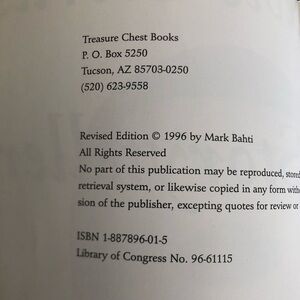 Treasure Chest Books
P. O. Box 5250
Tucson, AZ 85703-0250
(520) 623-9558
Revised Edition © 1996 by Mark Bahti
All Rights Reserved
No part of this publication may be reproduced, stored
retrieval system, or likewise copied in any form with
sion of the publisher, excepting quotes for review or
ISBN 1-887896-01-5
Library of Congress No. 96-61115